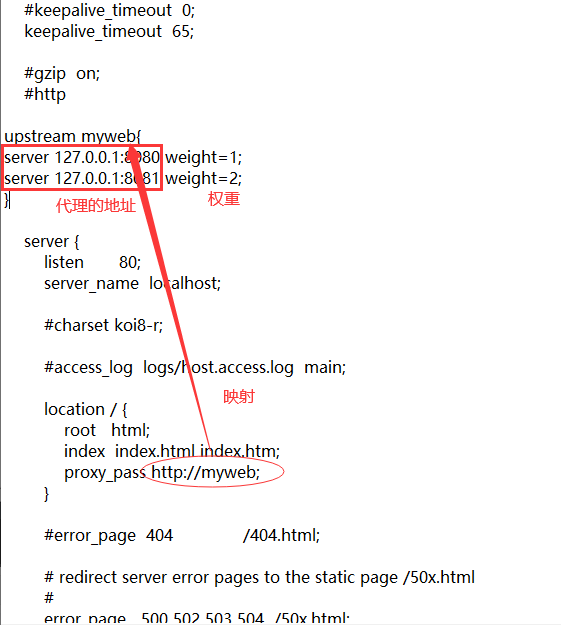 #keepalive_timeout  0;
keepalive_timeout  65;
#gzip  on;
#http
upstream myweb{
server 127.0.0.1:8080 weight=1;
server 127.0.0.1:8081 weight=2;
}
代理的地址 权重
server {
listen       80;
server_name  localhost;
#charset koi8-r;
#access_log  logs/host.access.log  main;
映射
location / {
root   html;
index  index.html index.htm;
proxy_pass http://myweb;
}
#error_page  404              /404.html;
# redirect server error pages to the static page /50x.html
#
error_page   500 502 503 504  /50x.html;